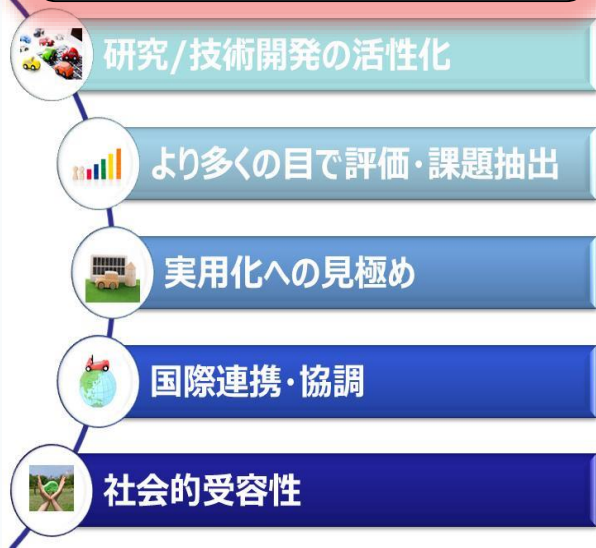 研究/技術開発の活性化
より多くの目で評価・課題抽出
実用化への見極め
国際連携・協調
社会的受容性